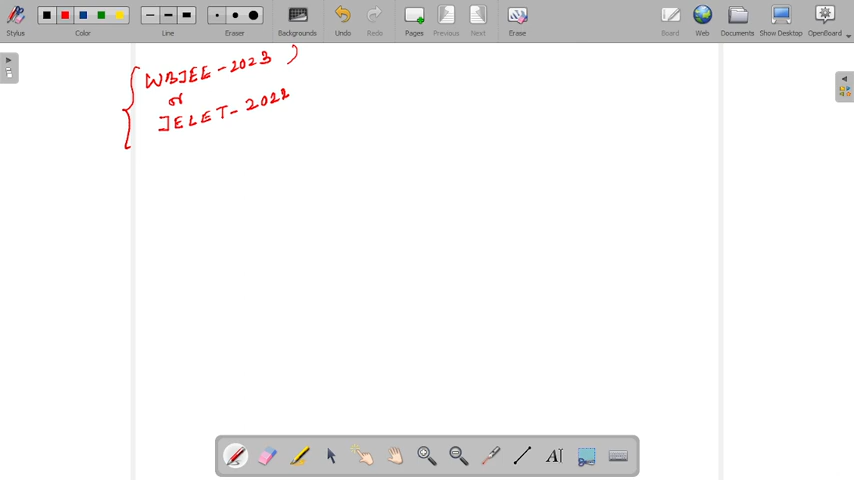 Stylus Color Line Eraser Backgrounds Undo Redo Pages Previous Next Erase Board Web Documents Show Desktop OpenBoard
WBJEE-2023
or
JELET-2022